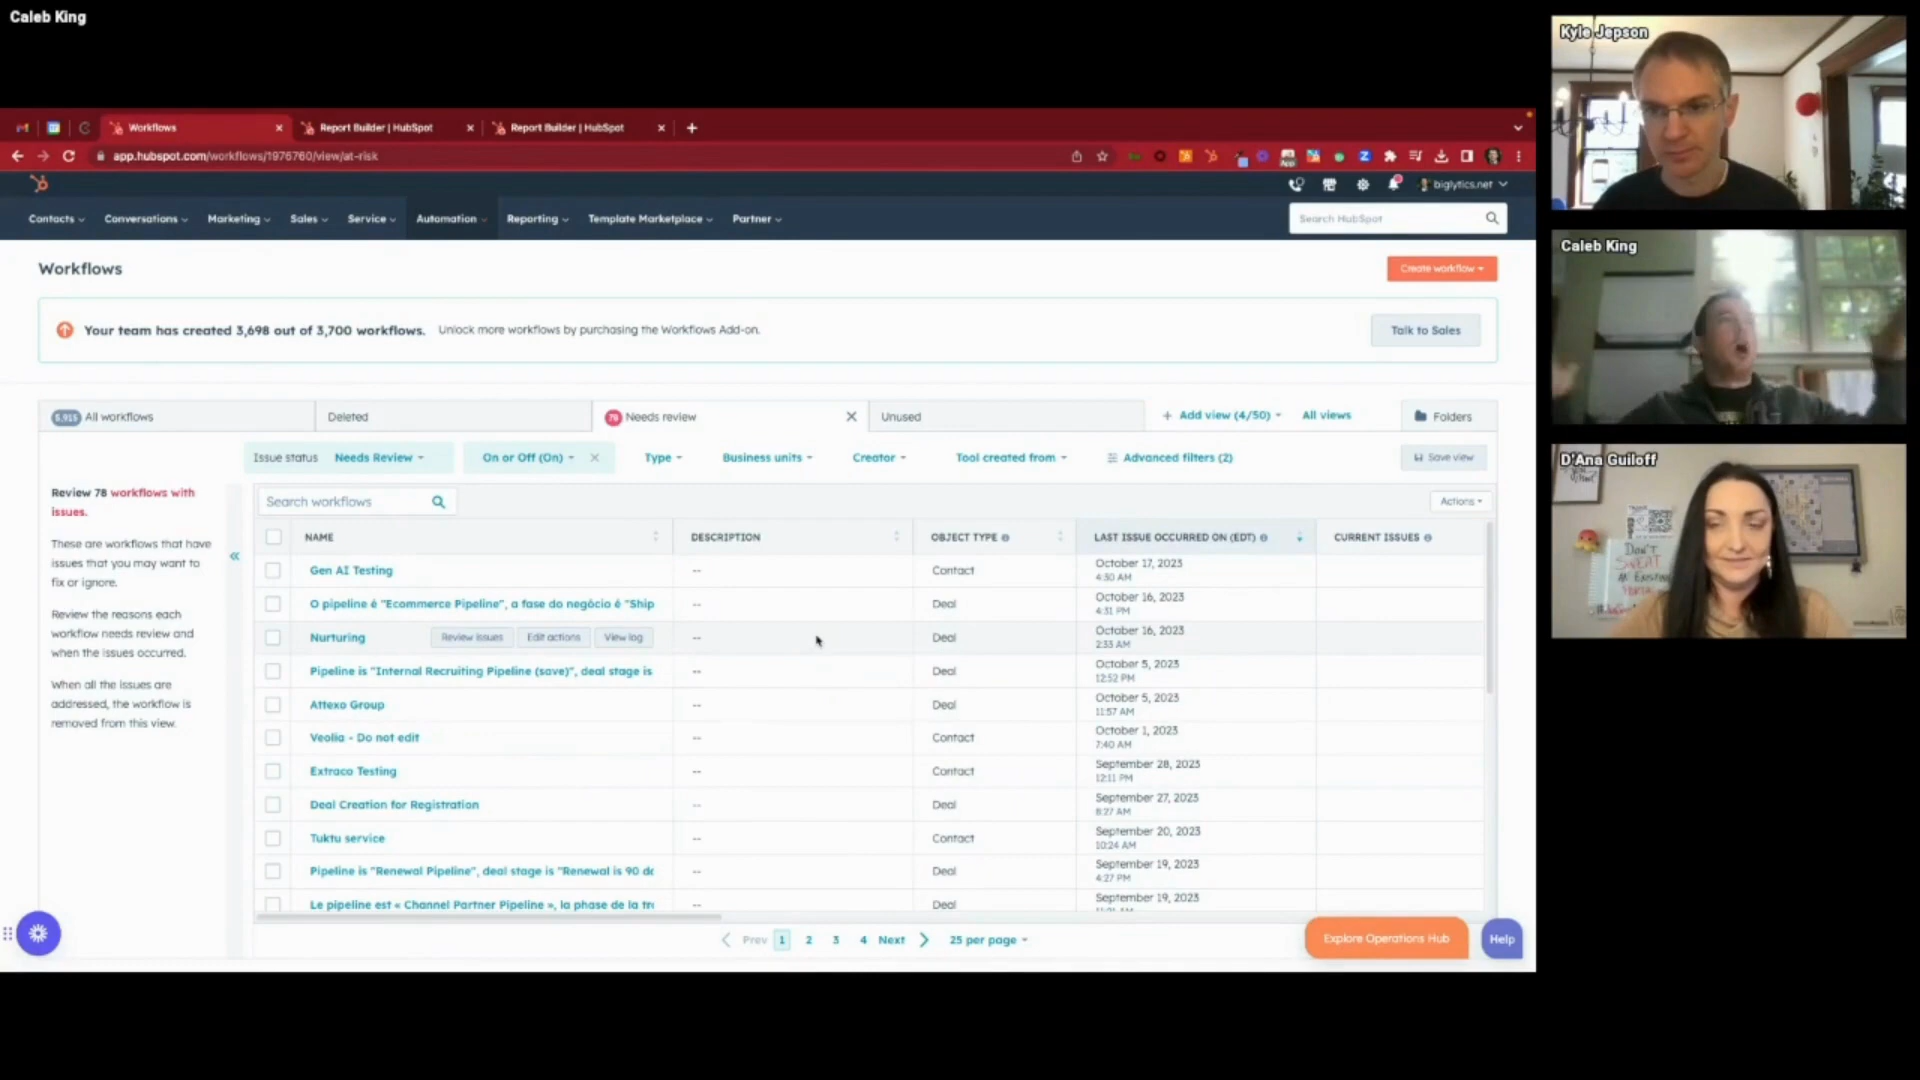 Caleb King
Kyle Jepson
Workflows
Report Builder | HubSpot
Report Builder | HubSpot
app.hubspot.com/workflows/1976760/view/at-risk
App
biglytics.net
Contacts
Conversations
Marketing
Sales
Service
Automation
Reporting
Template Marketplace
Partner
Search HubSpot
Caleb King
Workflows
Create workflow
Your team has created 3,698 out of 3,700 workflows. Unlock more workflows by purchasing the Workflows Add-on.
Talk to Sales
5,915 All workflows
Deleted
78 Needs review
Unused
+ Add view (4/50)
All views
Folders
Issue status Needs Review
On or Off (On)
Type
Business units
Creator
Tool created from
Advanced filters (2)
Save view
D'Ana Guiloff
Review 78 workflows with
issues.
These are workflows that have
issues that you may want to
fix or ignore.
Review the reasons each
workflow needs review and
when the issues occurred.
When all the issues are
addressed, the workflow is
removed from this view.
Search workflows
Actions
NAME
DESCRIPTION
OBJECT TYPE
LAST ISSUE OCCURRED ON (EDT)
CURRENT ISSUES
Gen AI Testing -- Contact October 17, 2023
4:30 AM
O pipeline é "Ecommerce Pipeline", a fase do negócio é "Ship -- Deal October 16, 2023
4:31 PM
Nurturing Review issues Edit actions View log -- Deal October 16, 2023
2:33 AM
Pipeline is "Internal Recruiting Pipeline (save)", deal stage is -- Deal October 5, 2023
12:52 PM
Attexo Group -- Deal October 5, 2023
11:57 AM
Veolia - Do not edit -- Contact October 1, 2023
7:40 AM
Extraco Testing -- Contact September 28, 2023
12:11 PM
Deal Creation for Registration -- Deal September 27, 2023
8:27 AM
Tuktu service -- Contact September 20, 2023
10:24 AM
Pipeline is "Renewal Pipeline", deal stage is "Renewal is 90 da -- Deal September 19, 2023
4:27 PM
Le pipeline est « Channel Partner Pipeline », la phase de la tra -- Deal September 19, 2023
Prev 1 2 3 4 Next
25 per page
Explore Operations Hub
Help
DON'T
SWEAT
AN EXISTING